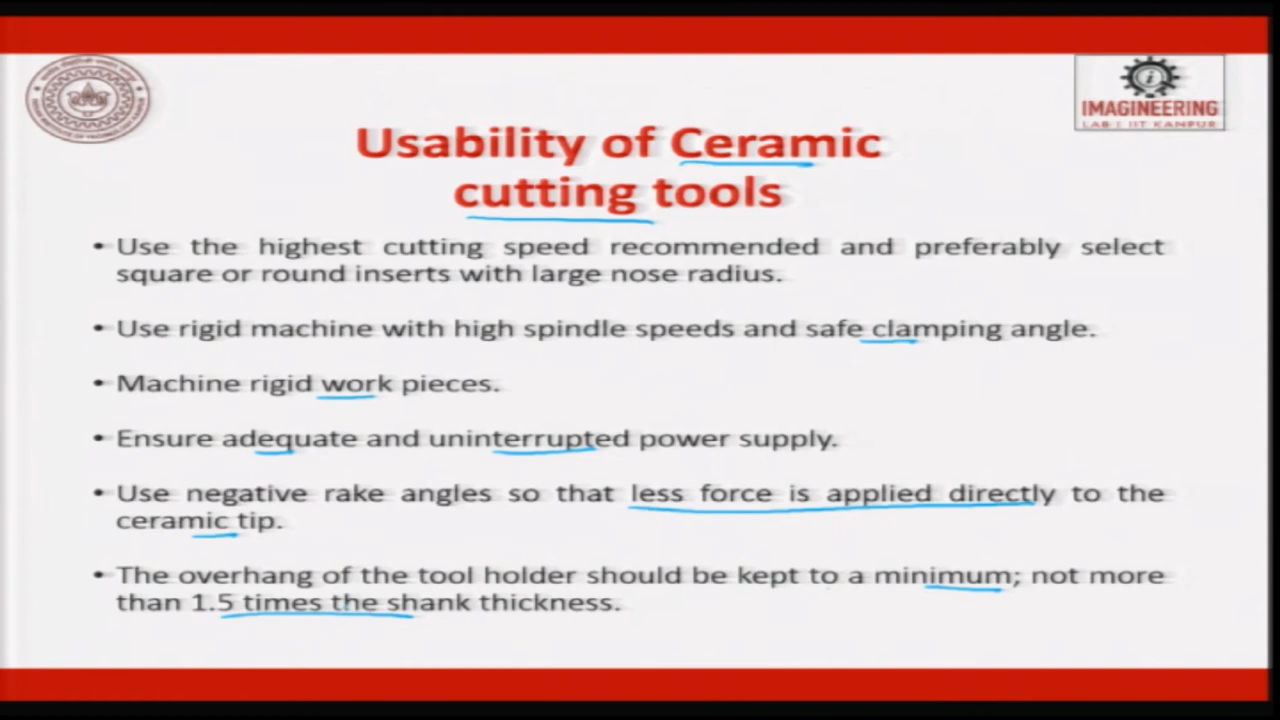 IMAGINEERING
LAB | IIT KANPUR
Usability of Ceramic
cutting tools
• Use the highest cutting speed recommended and preferably select
square or round inserts with large nose radius.
• Use rigid machine with high spindle speeds and safe clamping angle.
• Machine rigid work pieces.
• Ensure adequate and uninterrupted power supply.
• Use negative rake angles so that less force is applied directly to the
ceramic tip.
• The overhang of the tool holder should be kept to a minimum; not more
than 1.5 times the shank thickness.